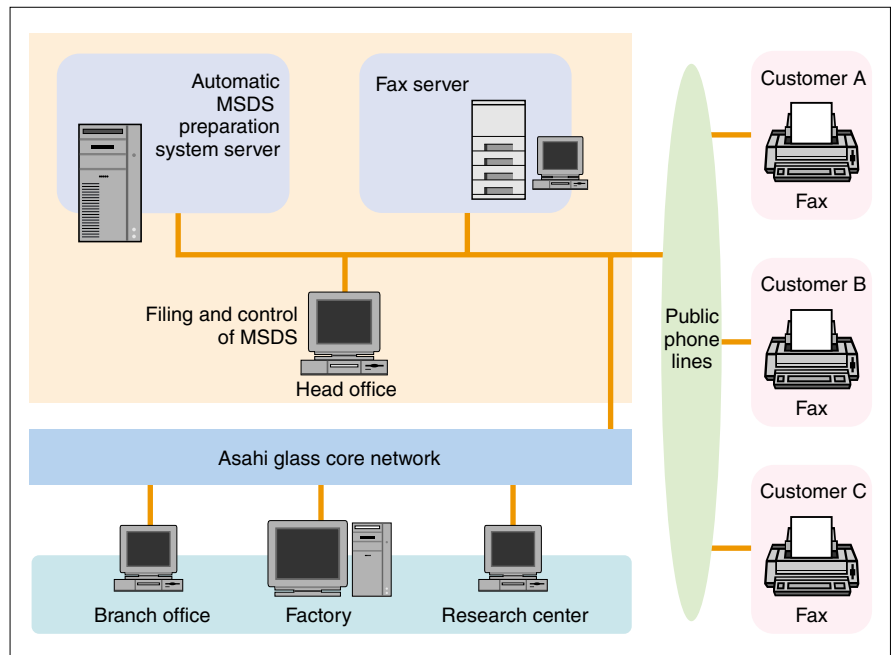 Automatic
MSDS
preparation
system server
Fax server
Filing and control
of MSDS
Head office
Asahi glass core network
Branch office
Factory
Research center
Public
phone
lines
Customer A
Fax
Customer B
Fax
Customer C
Fax